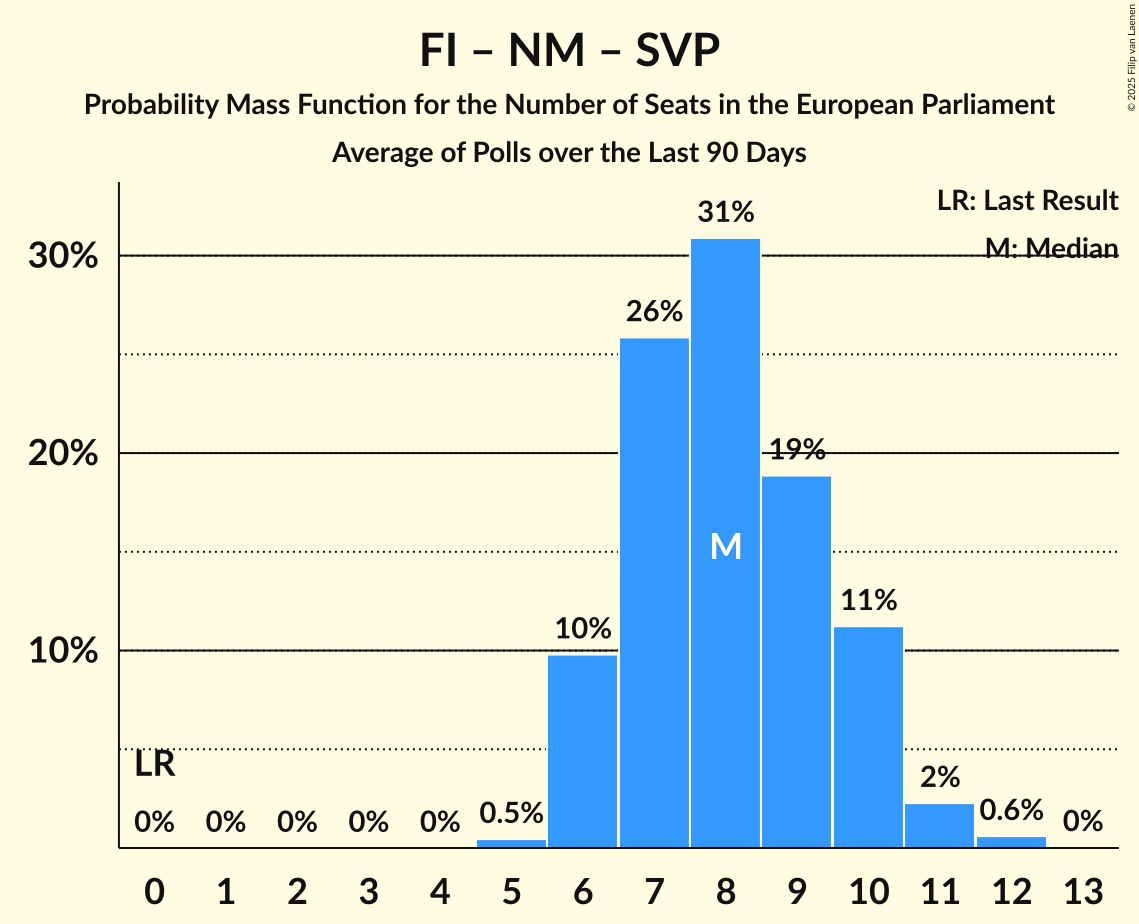 FI – NM – SVP
Probability Mass Function for the Number of Seats in the European Parliament
Average of Polls over the Last 90 Days
© 2025 Filip van Laenen
LR: Last Result
M: Median
31%
30%
26%
20%
19%
M
11%
10%
10%
LR
2%
0% 0% 0% 0% 0% 0.5% 0.6% 0%
0 1 2 3 4 5 6 7 8 9 10 11 12 13